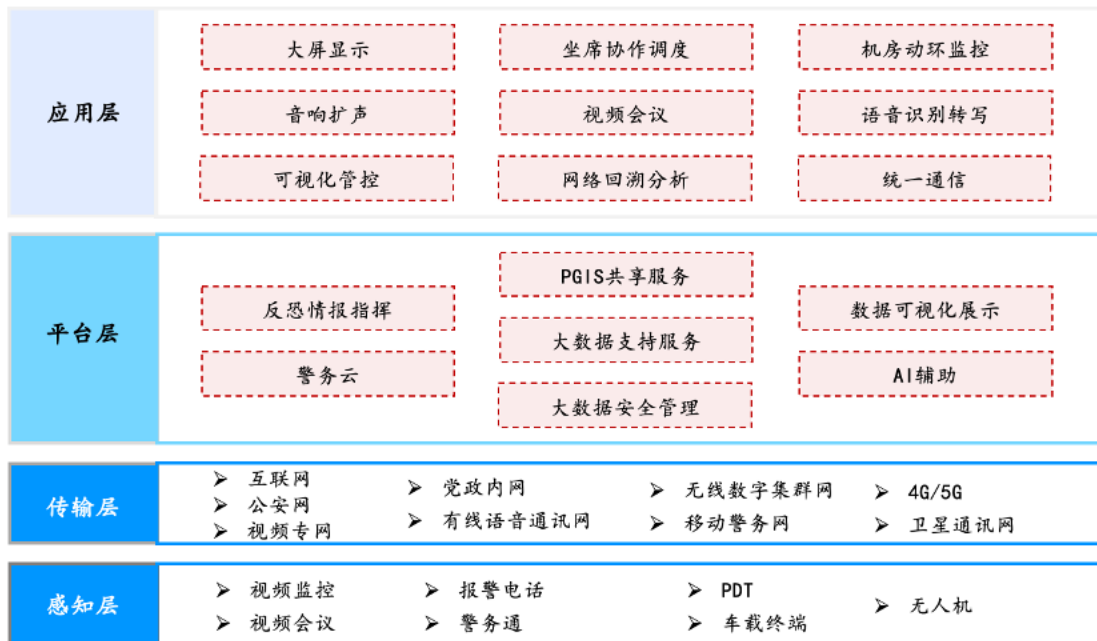 应用层
大屏显示
坐席协作调度
机房动环监控
音响扩声
视频会议
语音识别转写
可视化管控
网络回溯分析
统一通信
平台层
PGIS共享服务
反恐情报指挥
数据可视化展示
大数据支持服务
警务云
AI辅助
大数据安全管理
传输层
互联网
公安网
视频专网
党政内网
有线语音通讯网
无线数字集群网
移动警务网
4G/5G
卫星通讯网
感知层
视频监控
视频会议
报警电话
警务通
PDT
车载终端
无人机